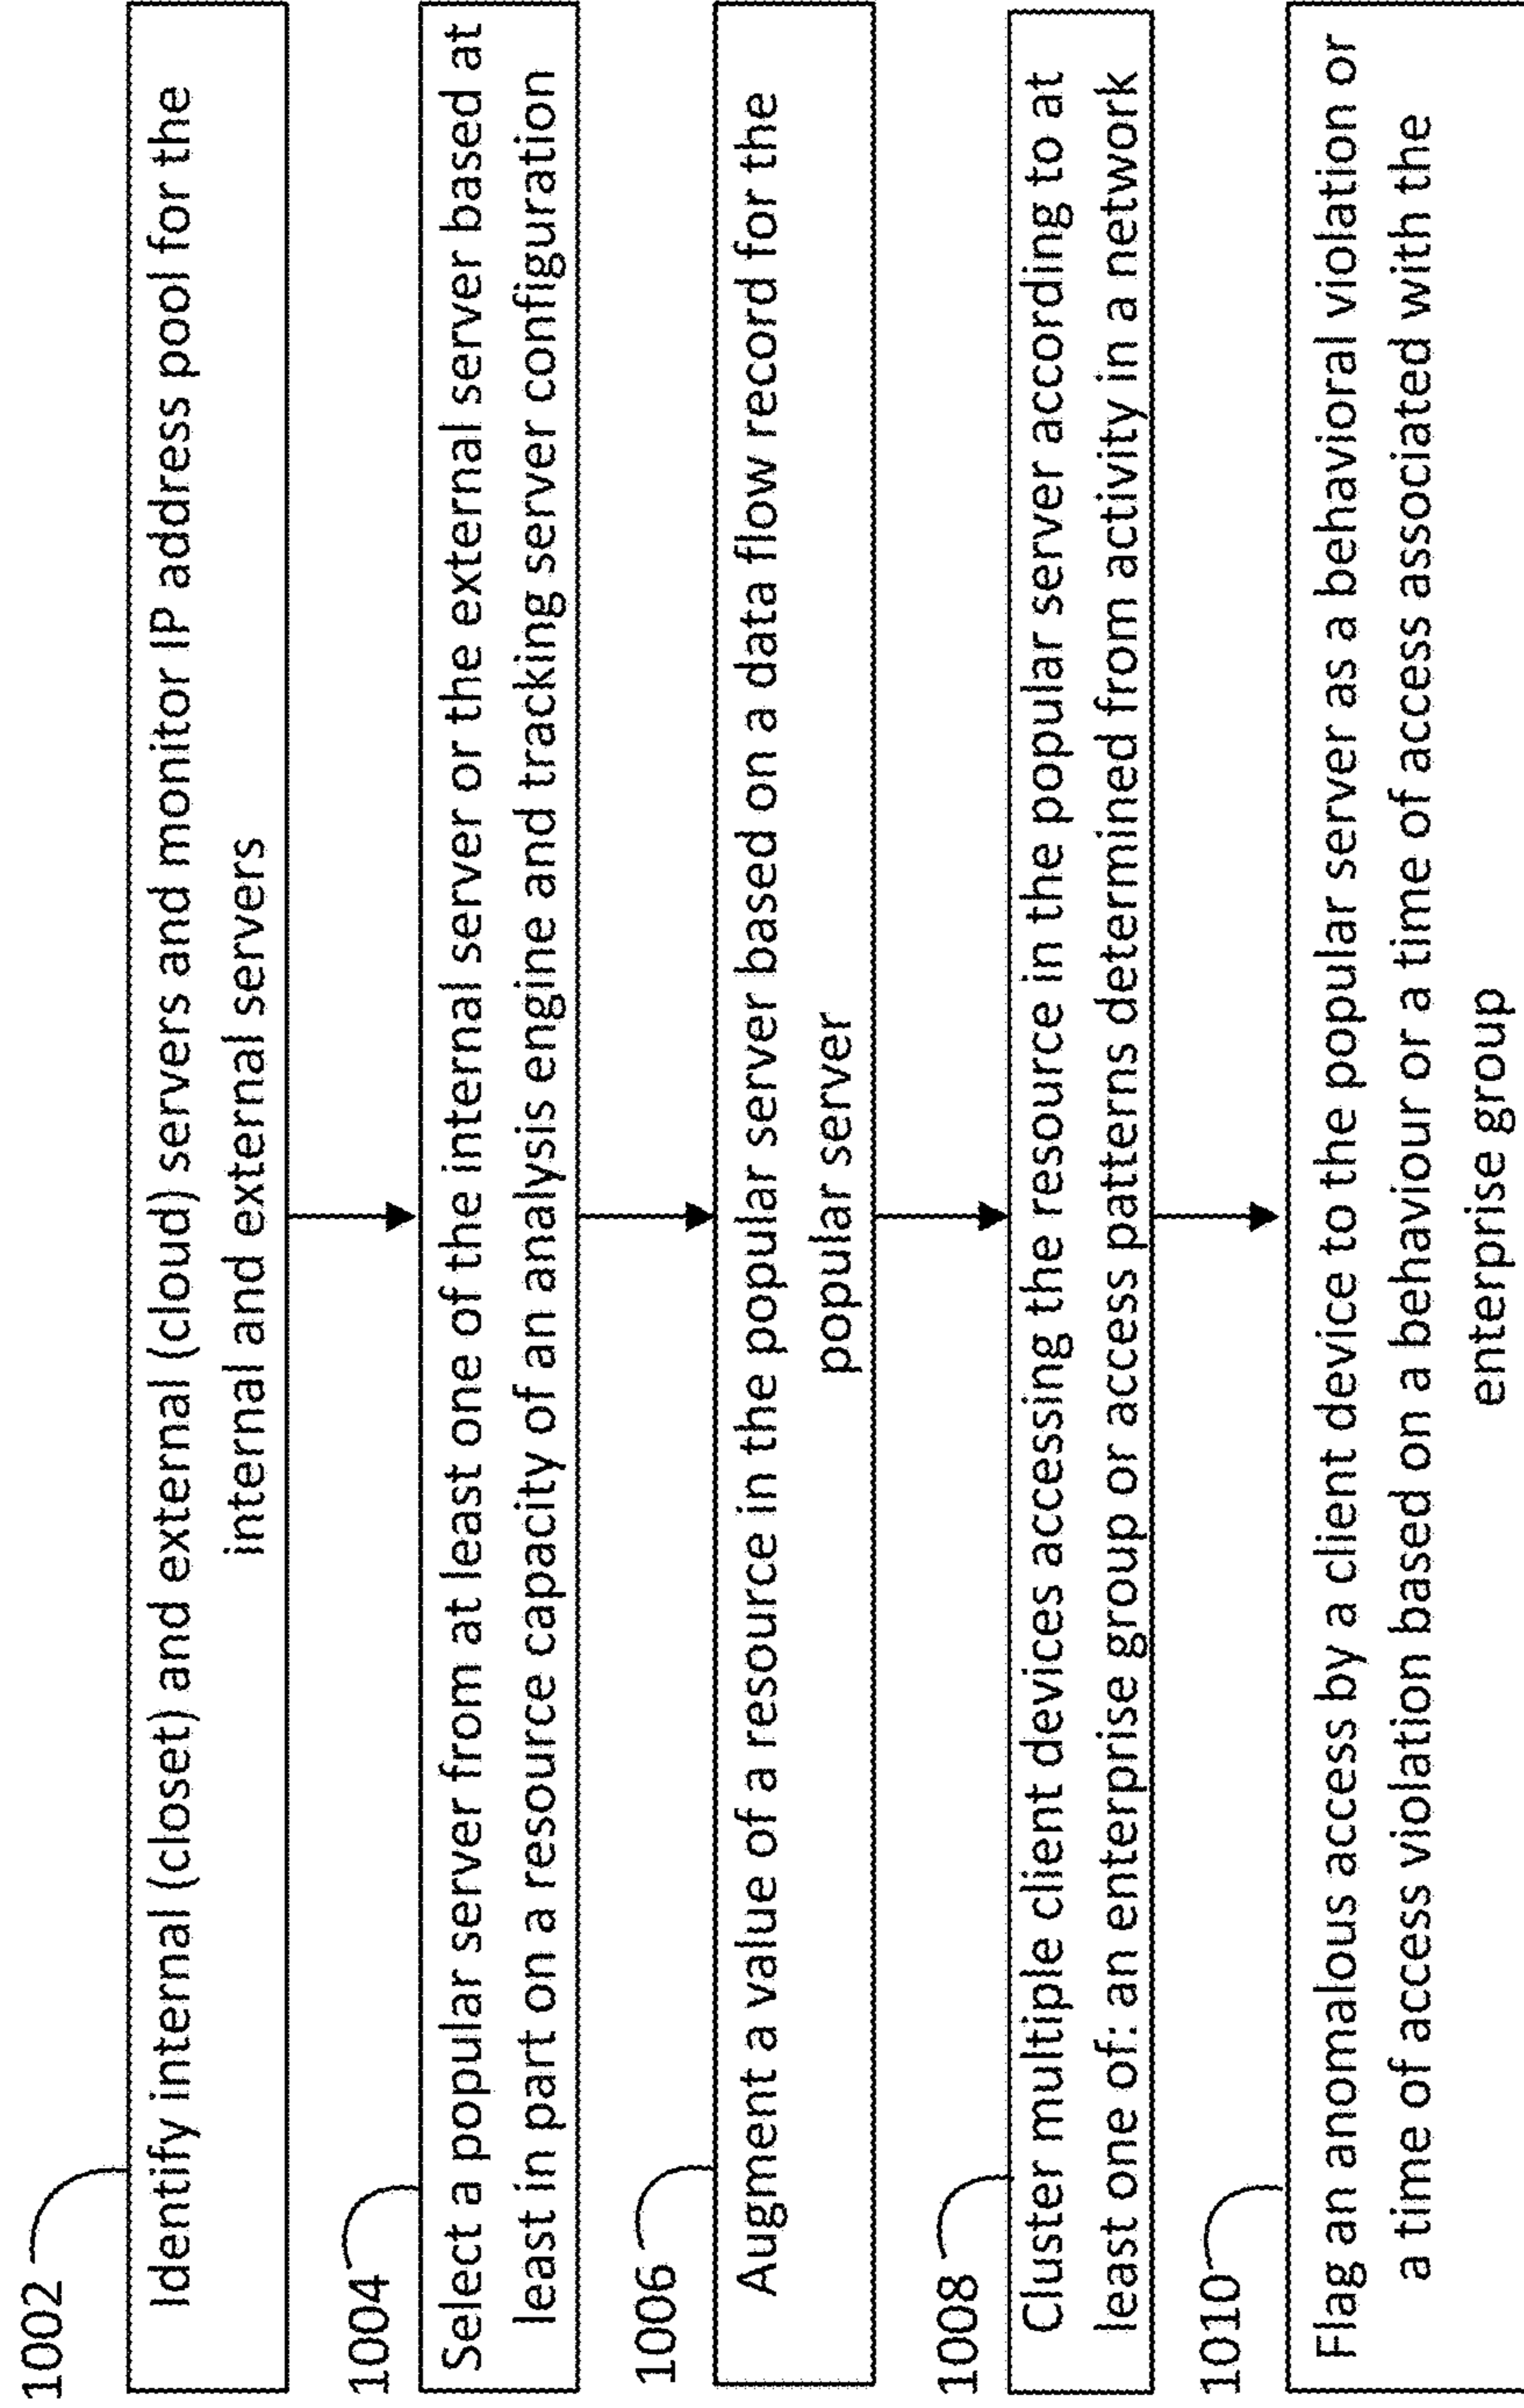 1002
Identify internal (closet) and external (cloud) servers and monitor IP address pool for the
internal and external servers
1004
Select a popular server from at least one of the internal server or the external server based at
least in part on a resource capacity of an analysis engine and tracking server configuration
1006
Augment a value of a resource in the popular server based on a data flow record for the
popular server
1008
Cluster multiple client devices accessing the resource in the popular server according to at
least one of: an enterprise group or access patterns determined from activity in a network
1010
Flag an anomalous access by a client device to the popular server as a behavioral violation or
a time of access violation based on a behaviour or a time of access associated with the
enterprise group